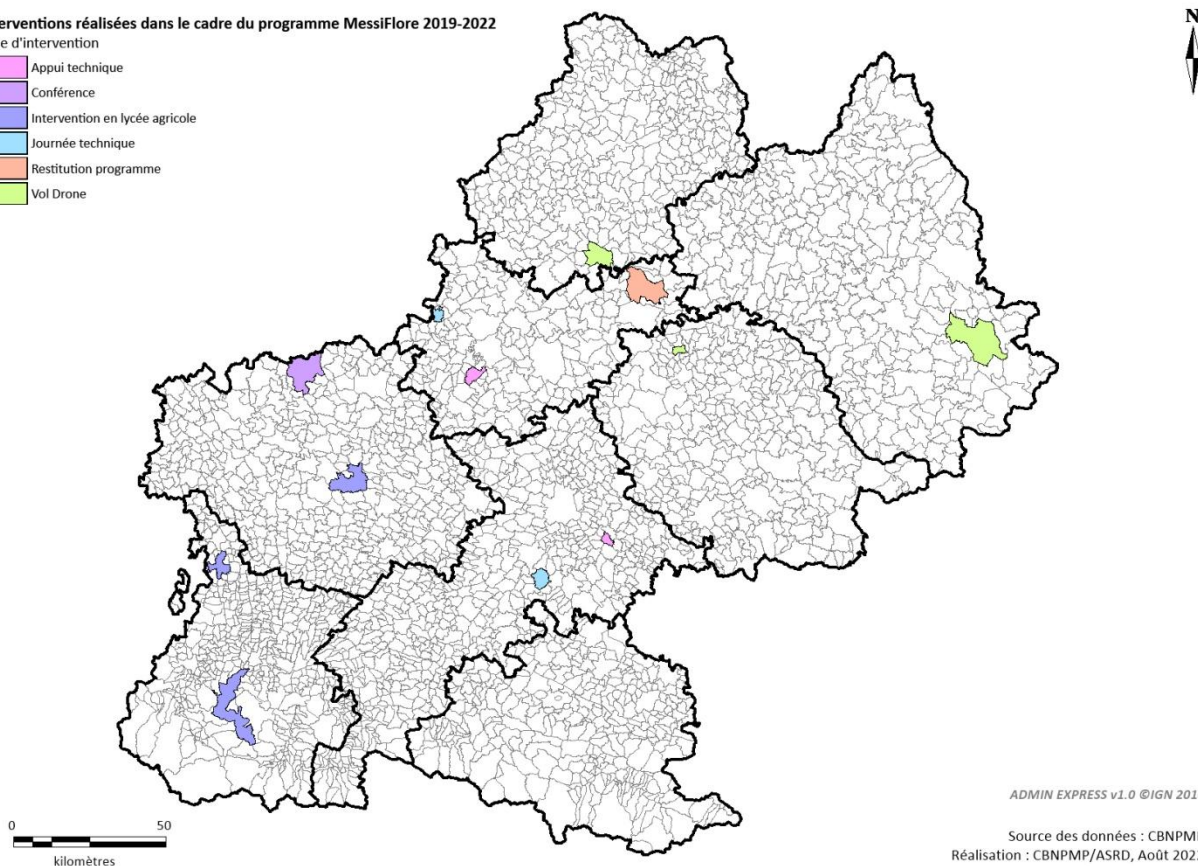 erventions réalisées dans le cadre du programme MessiFlore 2019-2022
e d'intervention
Appui technique
Conférence
Intervention en lycée agricole
Journée technique
Restitution programme
Vol Drone
N
0 50
kilomètres
ADMIN EXPRESS v1.0 ©IGN 201
Source des données : CBNPM
Réalisation : CBNPMP/ASRD, Août 202